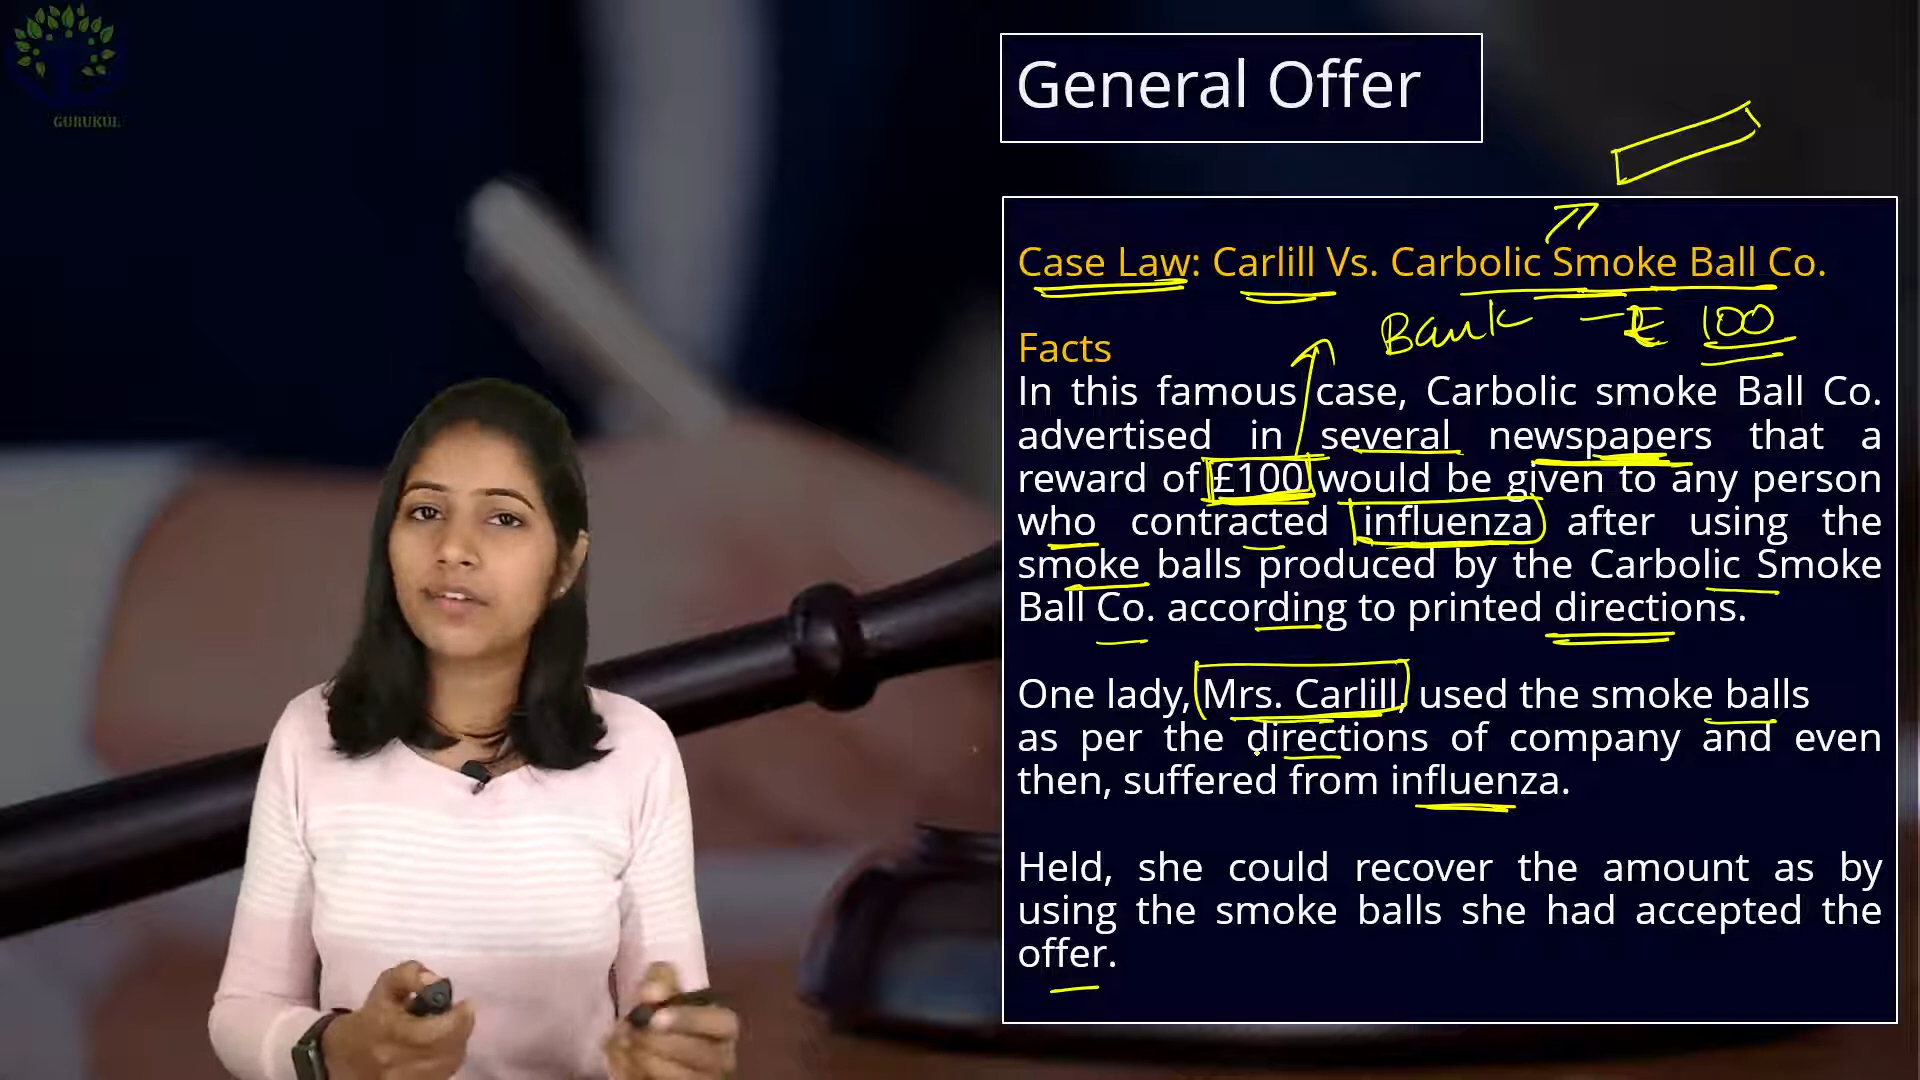 GURUKUL
General Offer
Case Law: Carlill Vs. Carbolic Smoke Ball Co.
Bank - £ 100
Facts
In this famous case, Carbolic smoke Ball Co.
advertised in several newspapers that a
reward of £100 would be given to any person
who contracted influenza after using the
smoke balls produced by the Carbolic Smoke
Ball Co. according to printed directions.
One lady, Mrs. Carlill, used the smoke balls
as per the directions of company and even
then, suffered from influenza.
Held, she could recover the amount as by
using the smoke balls she had accepted the
offer.